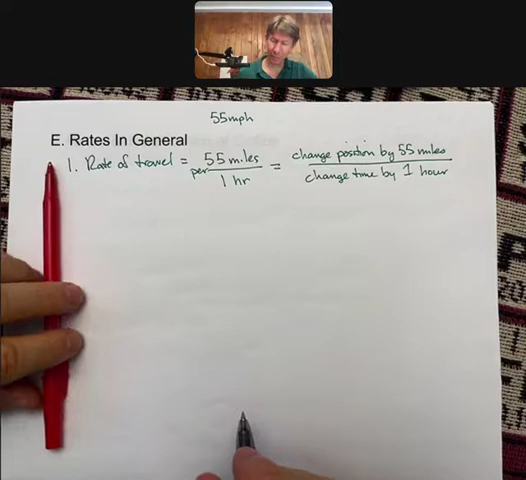 55mph
E. Rates In General
1. Rate of travel = 55 miles / per 1 hr = change position by 55 miles / change time by 1 hour